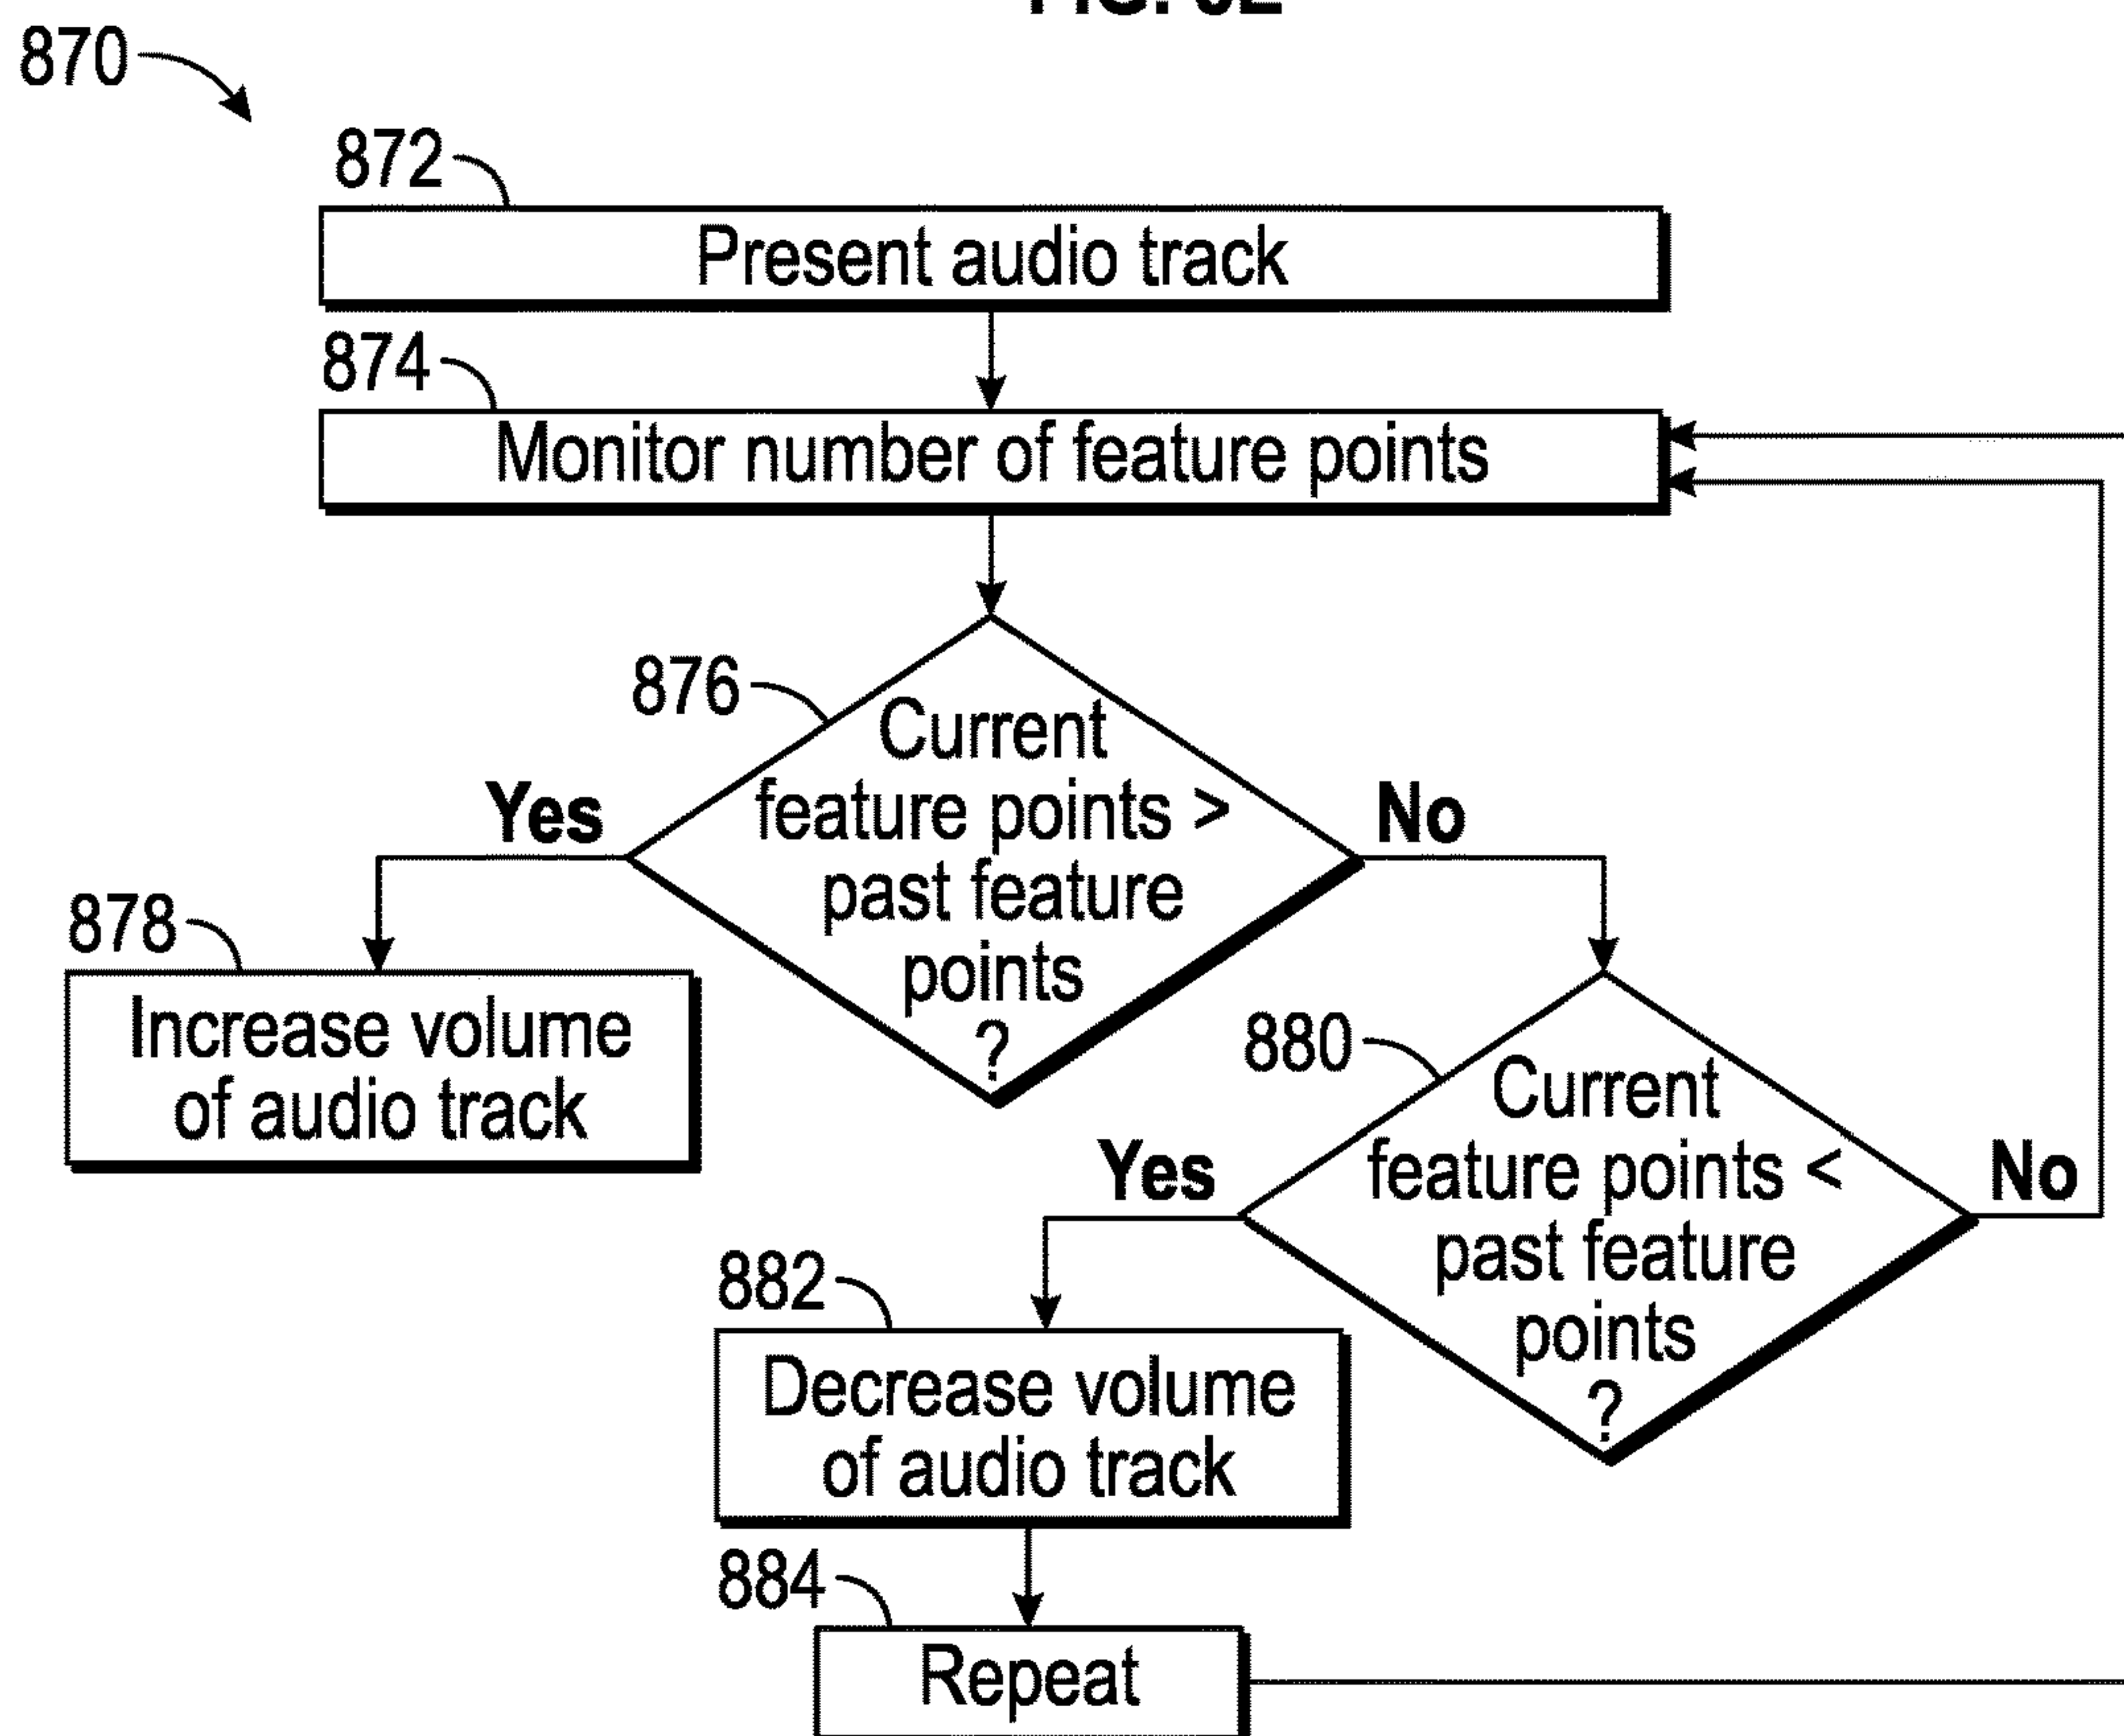 870
872
Present audio track
874
Monitor number of feature points
876
Current
feature points >
past feature
points
?
Yes
No
878
Increase volume
of audio track
880
Current
feature points <
past feature
points
?
Yes
No
882
Decrease volume
of audio track
884
Repeat